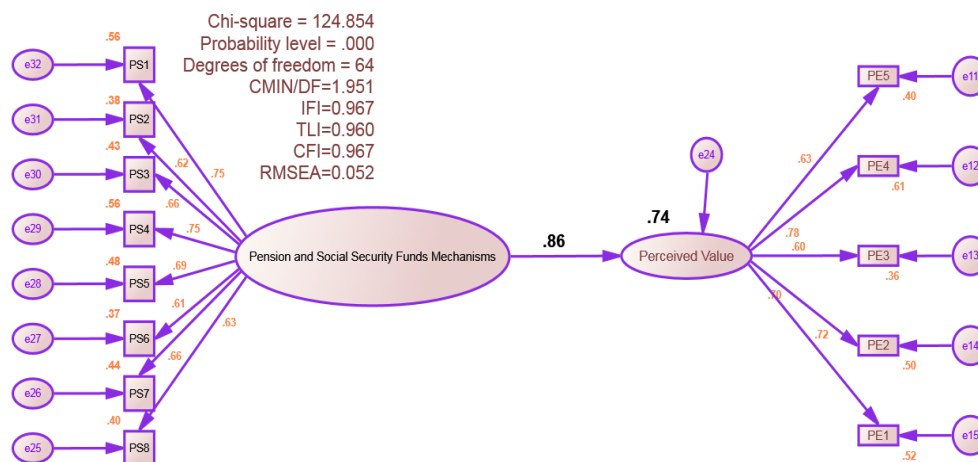 Chi-square = 124.854
Probability level = .000
Degrees of freedom = 64
CMIN/DF=1.951
IFI=0.967
TLI=0.960
CFI=0.967
RMSEA=0.052
.56
e32
PS1
.38
e31
PS2
.43
e30
PS3
.56
e29
PS4
.48
e28
PS5
.37
e27
PS6
.44
e26
PS7
.40
e25
PS8
.75
.62
.66
.75
.69
.61
.66
.63
Pension and Social Security Funds Mechanisms
.86
.74
e24
Perceived Value
.63
.78
.60
.70
.72
PE5
e11
.40
PE4
e12
.61
PE3
e13
.36
PE2
e14
.50
PE1
e15
.52